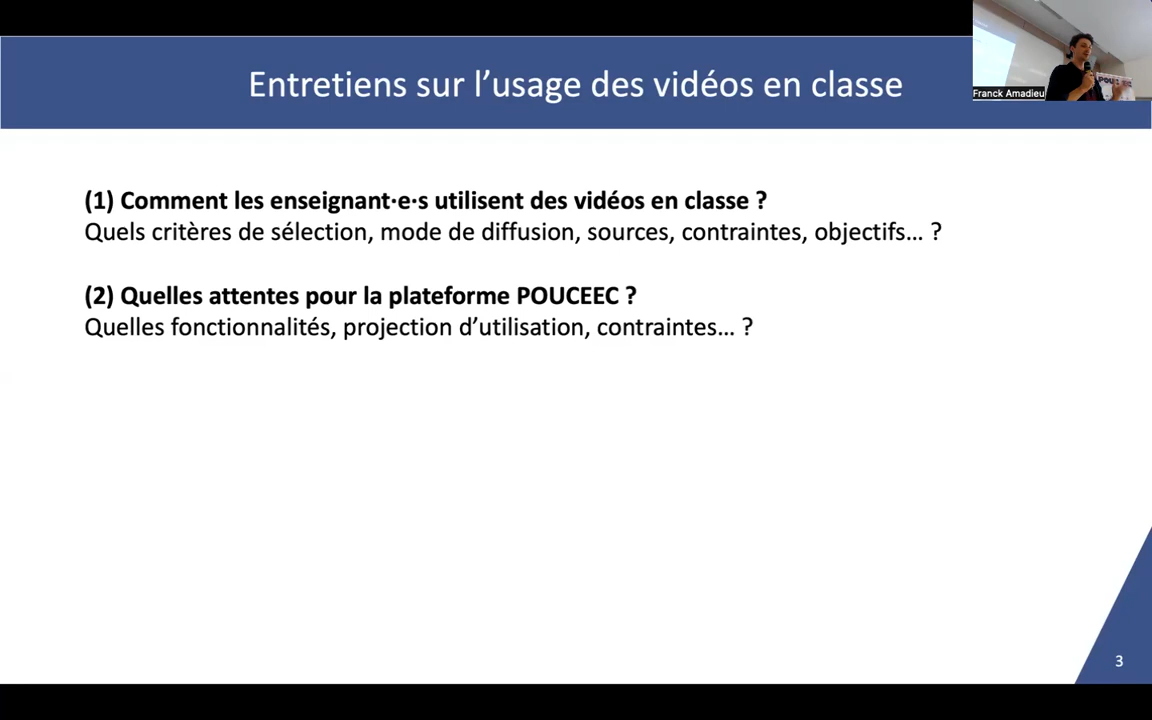 Entretiens sur l’usage des vidéos en classe
Franck Amadieu
(1) Comment les enseignant·e·s utilisent des vidéos en classe ?
Quels critères de sélection, mode de diffusion, sources, contraintes, objectifs… ?
(2) Quelles attentes pour la plateforme POUCEEC ?
Quelles fonctionnalités, projection d’utilisation, contraintes… ?
3